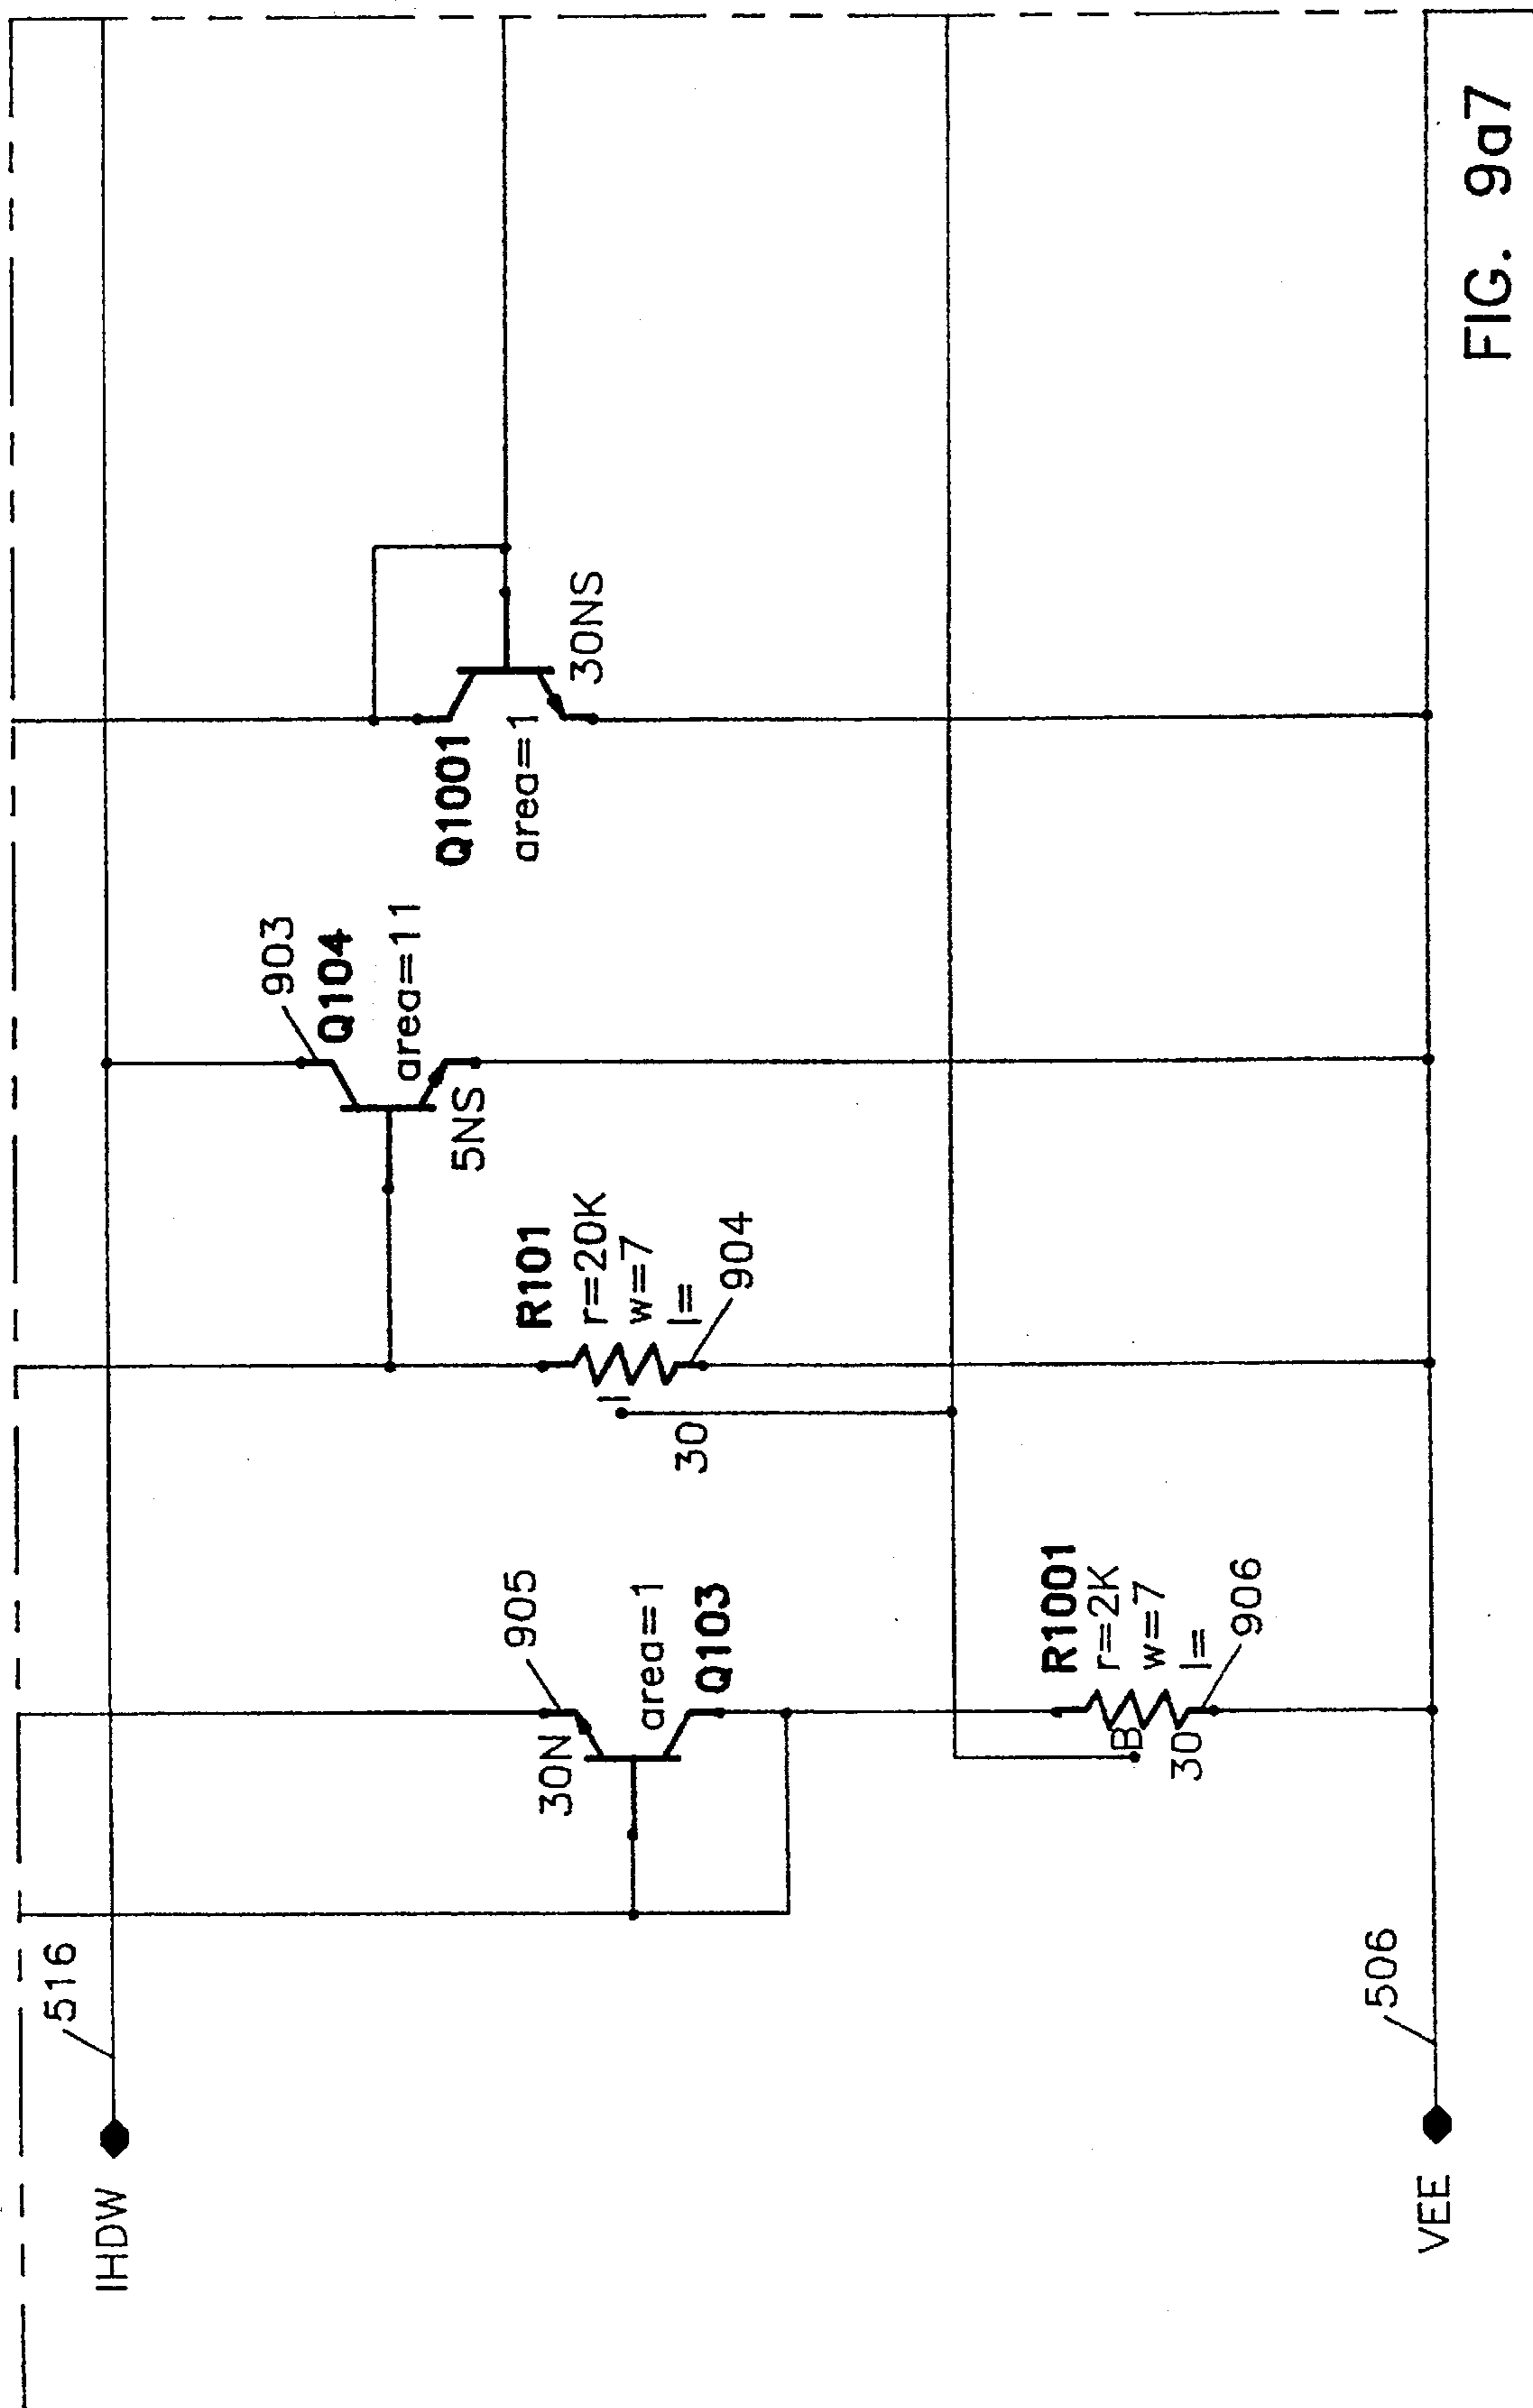 IHDW
516
903
Q104
area=11
5NS
Q1001
area=1
30NS
R101
r=20K
w=7
l=
904
I
30
905
30N
area=1
Q103
R1001
r=2K
w=7
l=
906
B
30
VEE
506
FIG. 9a7